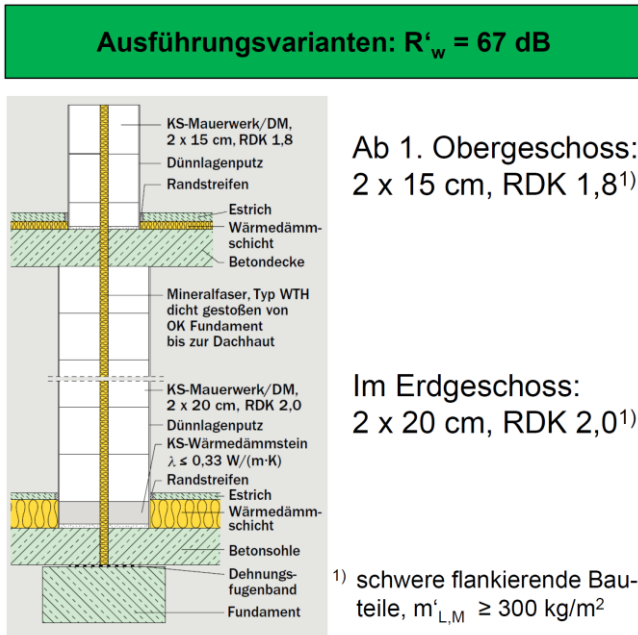 Ausführungsvarianten: R‘w = 67 dB
KS-Mauerwerk/DM,
2 x 15 cm, RDK 1,8
Dünnlagenputz
Randstreifen
Estrich
Wärmedämm-
schicht
Betondecke
Mineralfaser, Typ WTH
dicht gestoßen von
OK Fundament
bis zur Dachhaut
KS-Mauerwerk/DM,
2 x 20 cm, RDK 2,0
Dünnlagenputz
KS-Wärmedämmstein
λ ≤ 0,33 W/(m·K)
Randstreifen
Estrich
Wärmedämm-
schicht
Betonsohle
Dehnungs-
fugenband
Fundament
Ab 1. Obergeschoss:
2 x 15 cm, RDK 1,8¹⁾
Im Erdgeschoss:
2 x 20 cm, RDK 2,0¹⁾
¹⁾ schwere flankierende Bau-
teile, m‘L,M ≥ 300 kg/m²